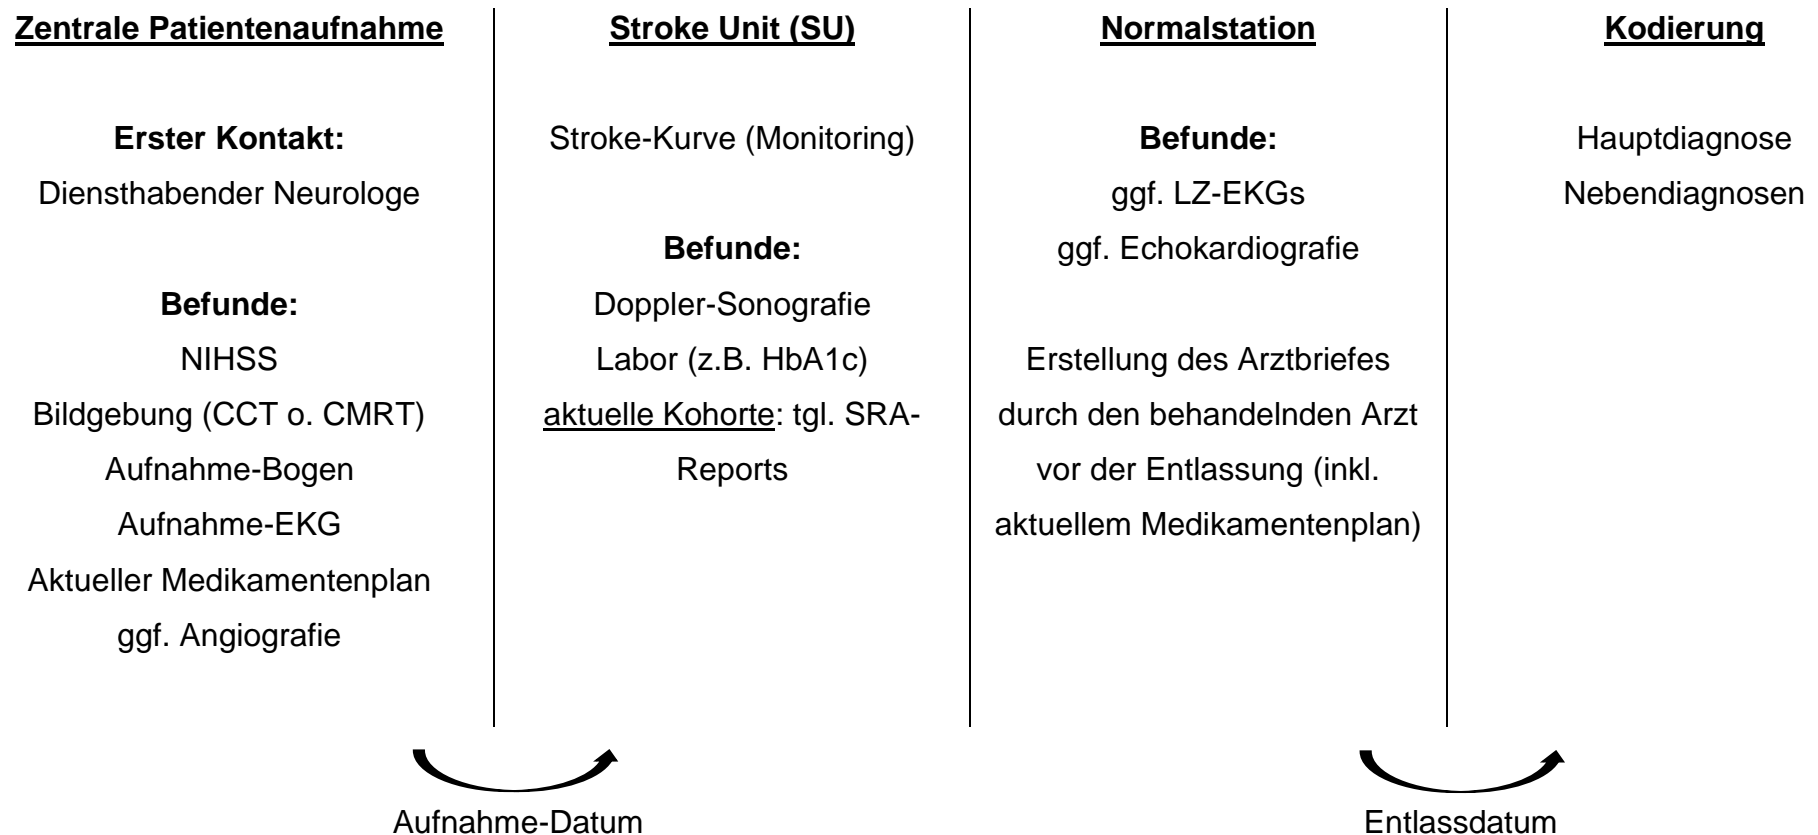 Zentrale Patientenaufnahme
Erster Kontakt:
Diensthabender Neurologe
Befunde:
NIHSS
Bildgebung (CCT o. CMRT)
Aufnahme-Bogen
Aufnahme-EKG
Aktueller Medikamentenplan
ggf. Angiografie
Stroke Unit (SU)
Stroke-Kurve (Monitoring)
Befunde:
Doppler-Sonografie
Labor (z.B. HbA1c)
aktuelle Kohorte: tgl. SRA-
Reports
Normalstation
Befunde:
ggf. LZ-EKGs
ggf. Echokardiografie
Erstellung des Arztbriefes
durch den behandelnden Arzt
vor der Entlassung (inkl.
aktuellem Medikamentenplan)
Kodierung
Hauptdiagnose
Nebendiagnosen
Aufnahme-Datum
Entlassdatum